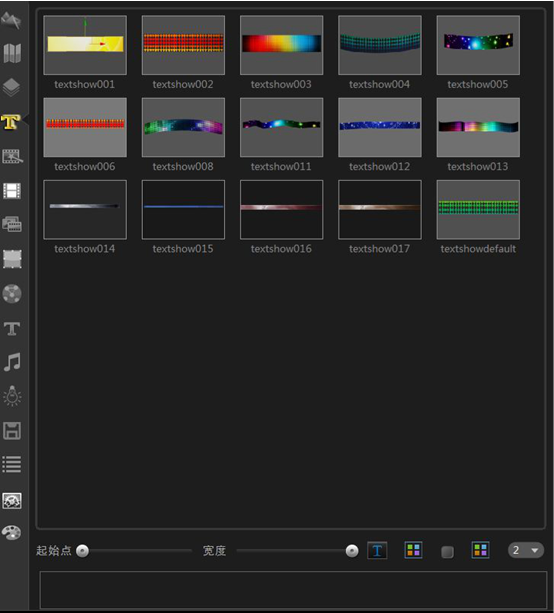 textshow001 textshow002 textshow003 textshow004 textshow005
textshow006 textshow008 textshow011 textshow012 textshow013
textshow014 textshow015 textshow016 textshow017 textshowdefault
起始点 宽度 2